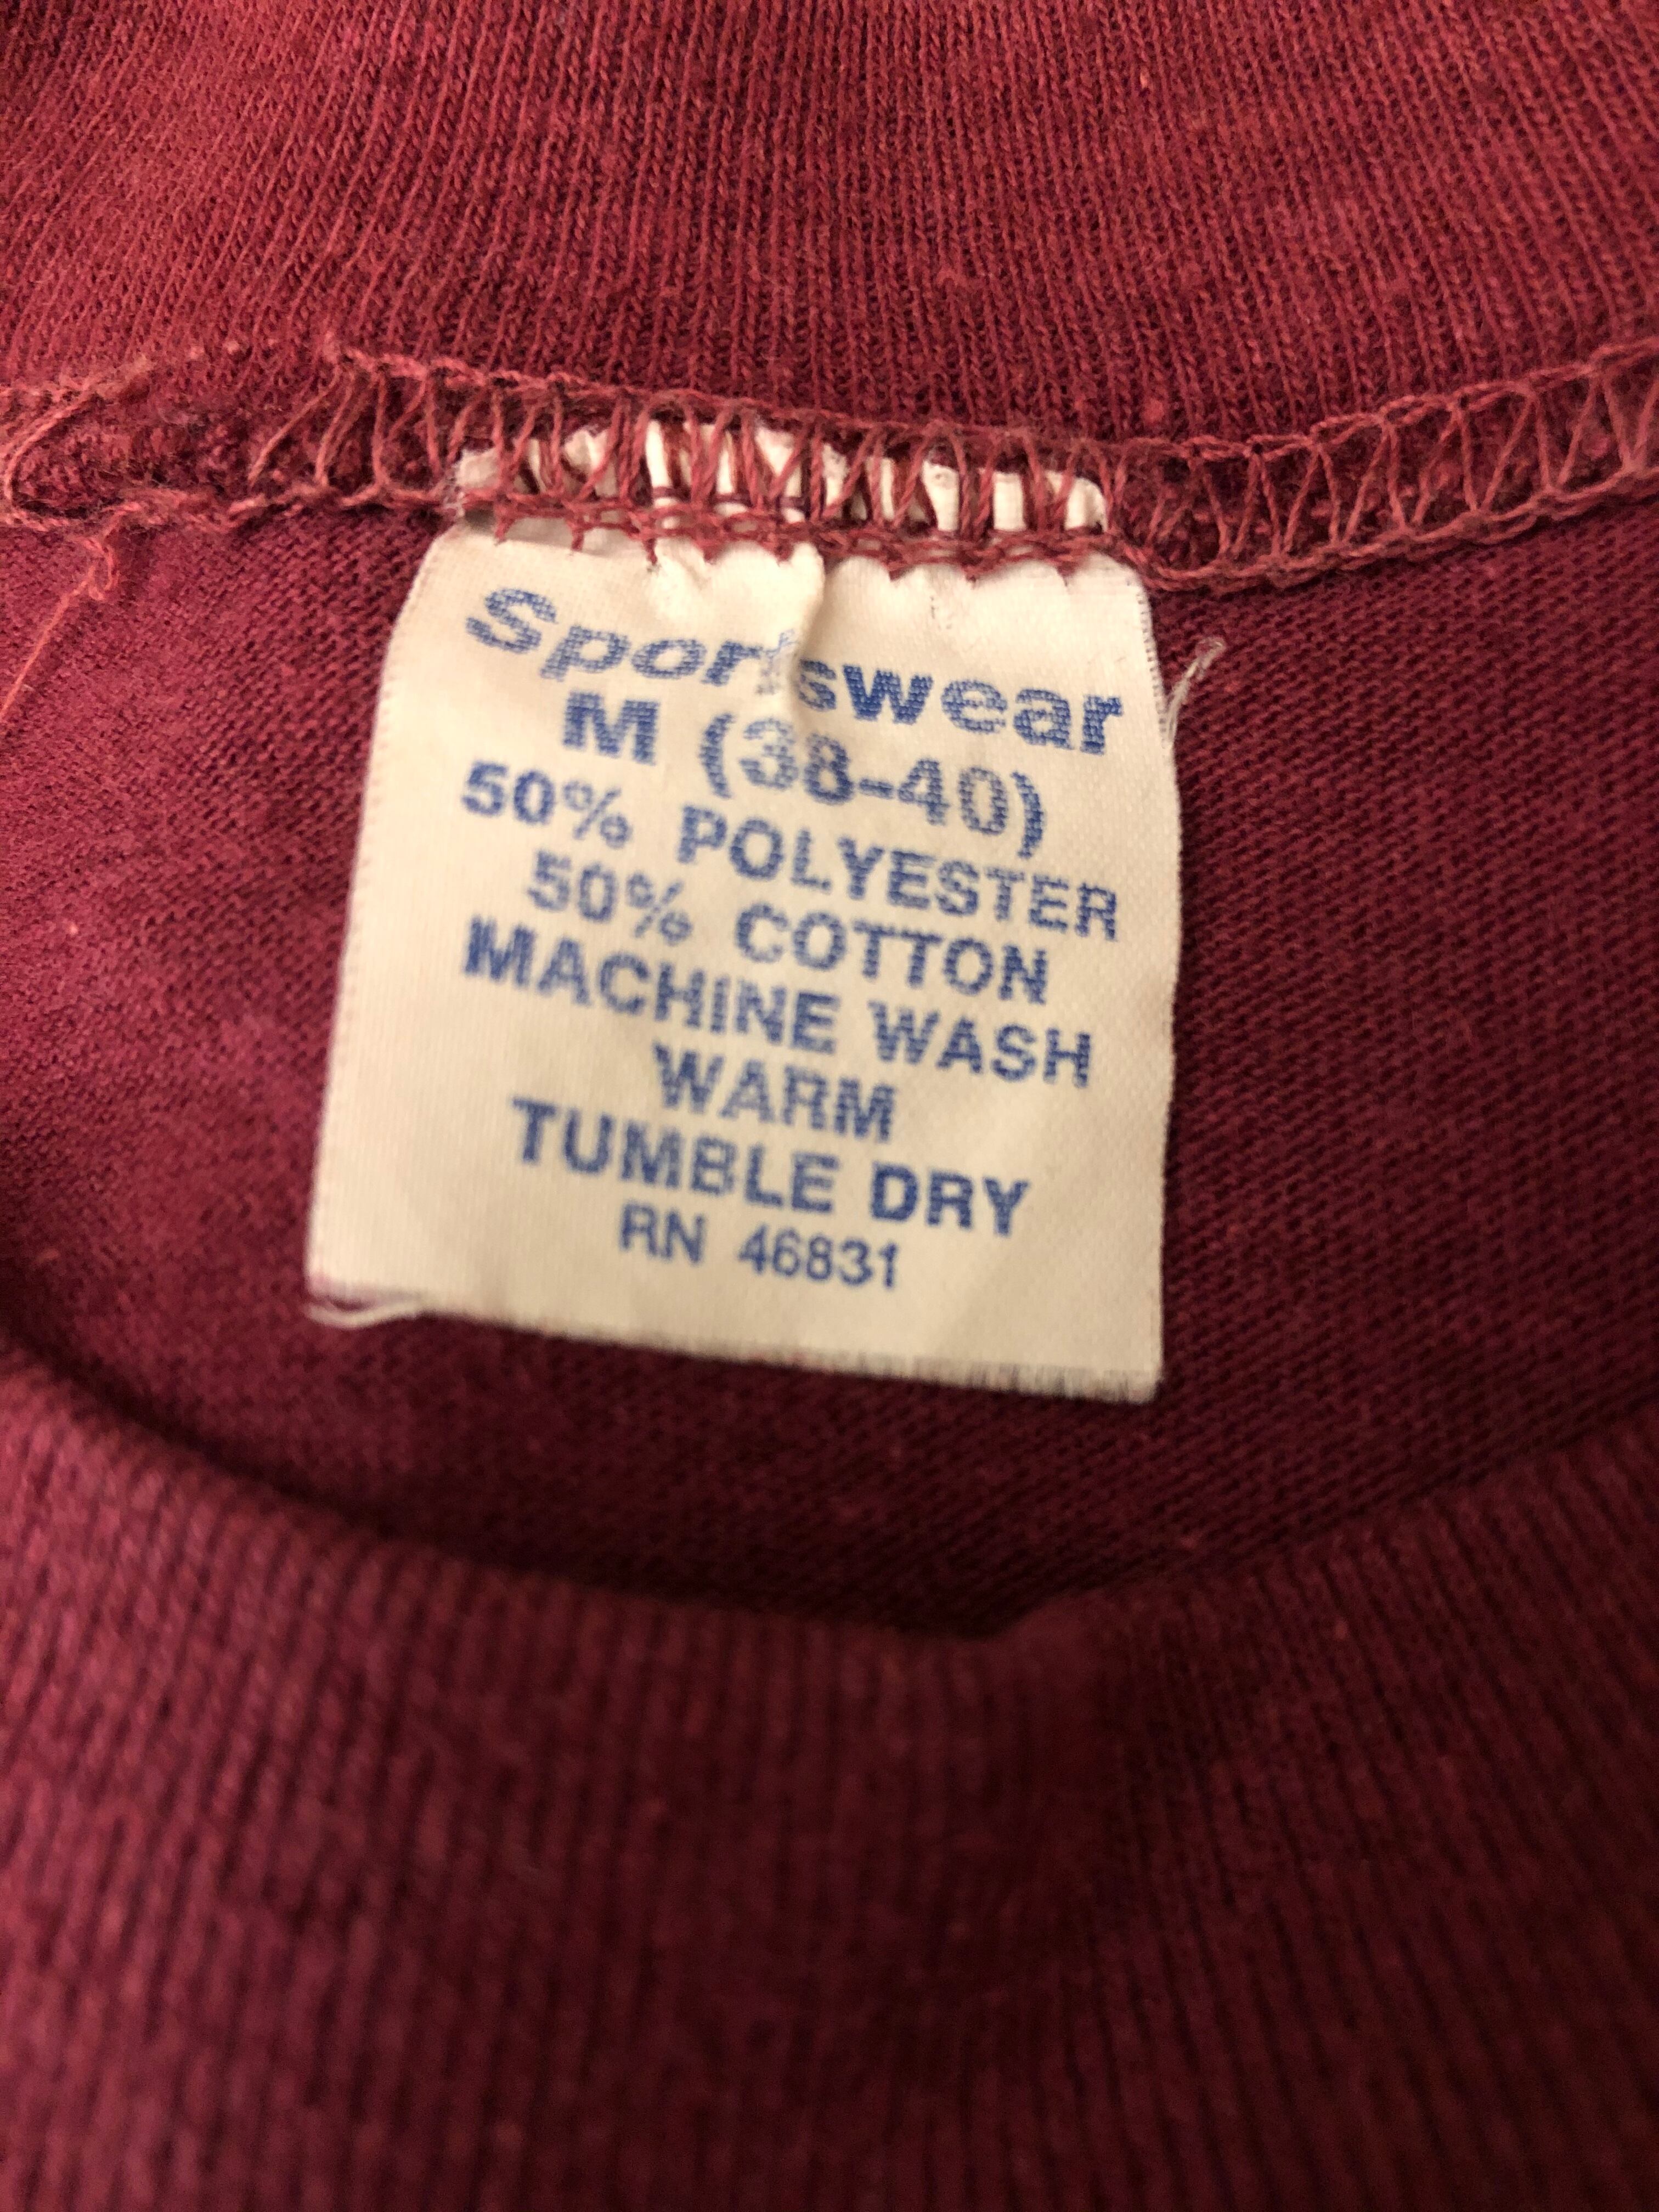 Sportswear
M (38-40)
50% POLYESTER
50% COTTON
MACHINE WASH
WARM
TUMBLE DRY
RN 46831